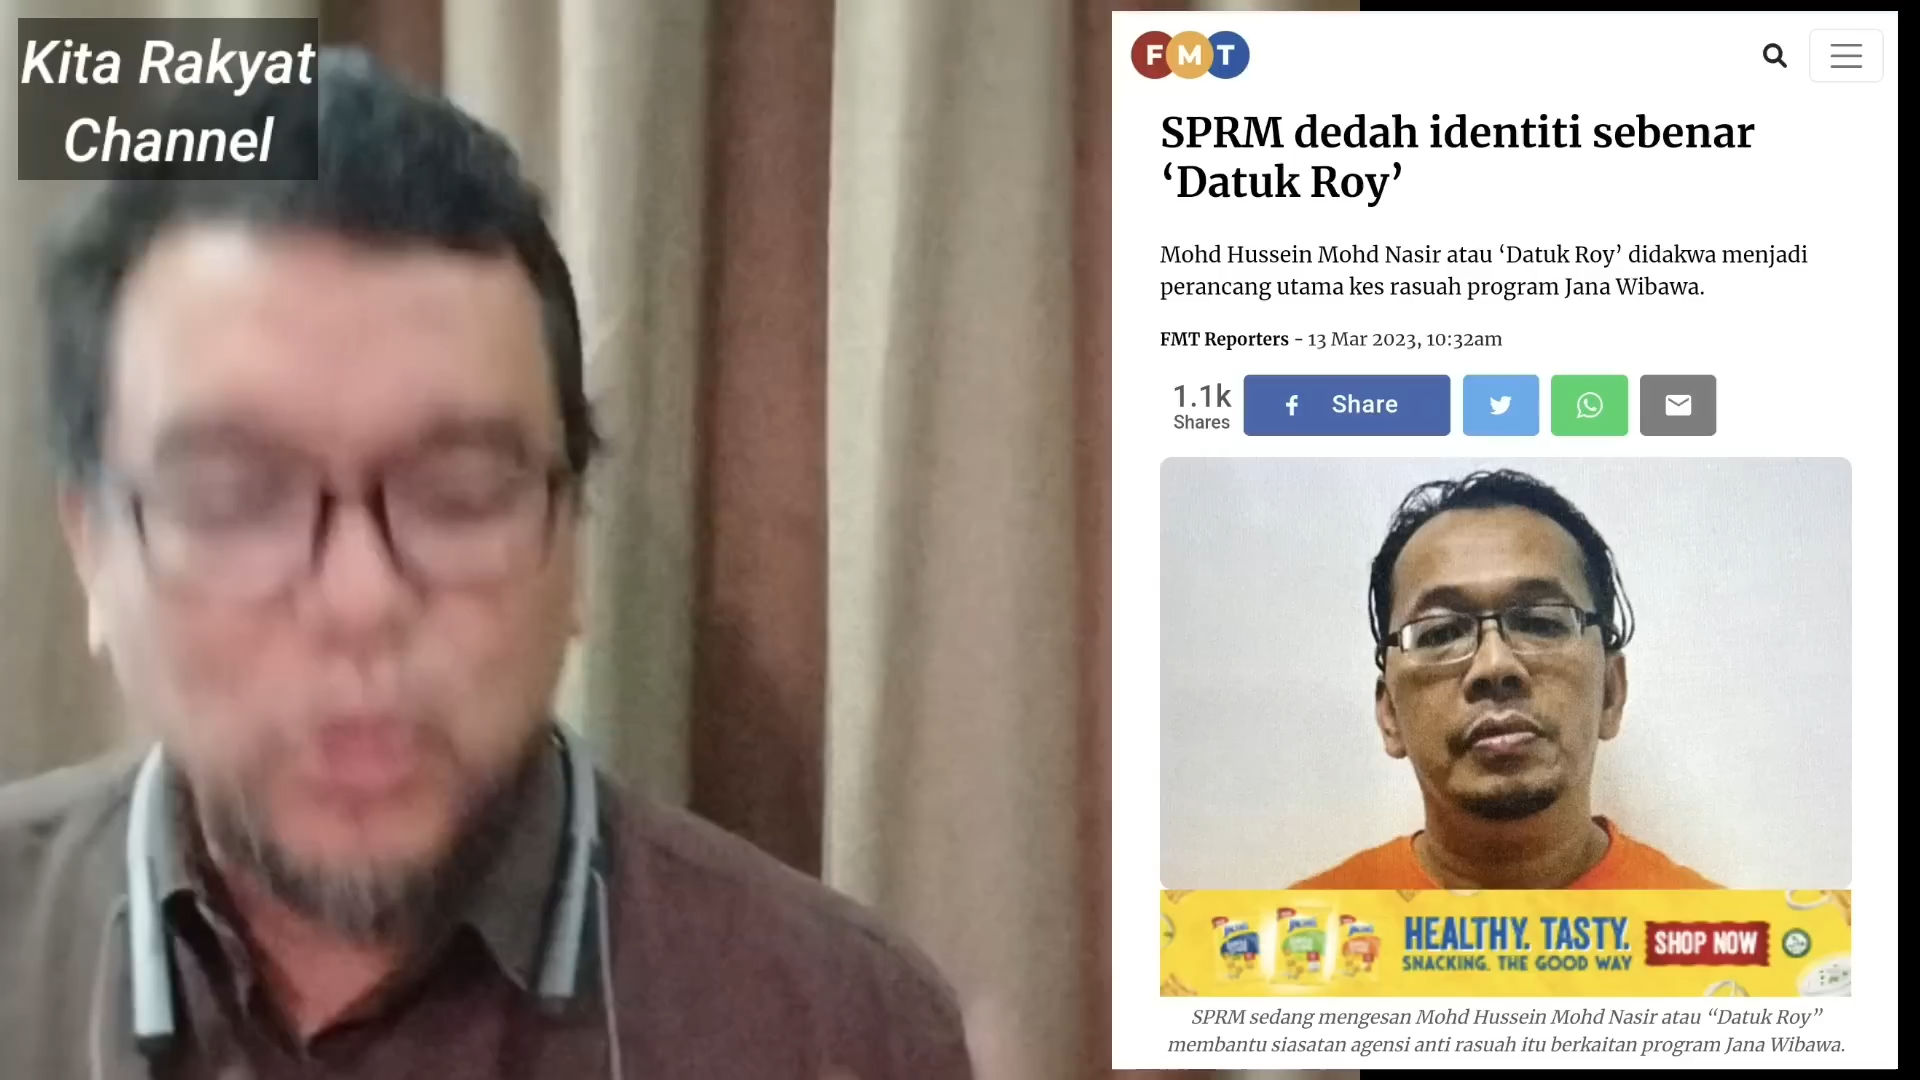 Kita Rakyat
Channel
FMT
SPRM dedah identiti sebenar
‘Datuk Roy’
Mohd Hussein Mohd Nasir atau ‘Datuk Roy’ didakwa menjadi
perancang utama kes rasuah program Jana Wibawa.
FMT Reporters - 13 Mar 2023, 10:32am
1.1k
Shares
Share
HEALTHY. TASTY.
SNACKING. THE GOOD WAY
SHOP NOW
SPRM sedang mengesan Mohd Hussein Mohd Nasir atau “Datuk Roy”
membantu siasatan agensi anti rasuah itu berkaitan program Jana Wibawa.